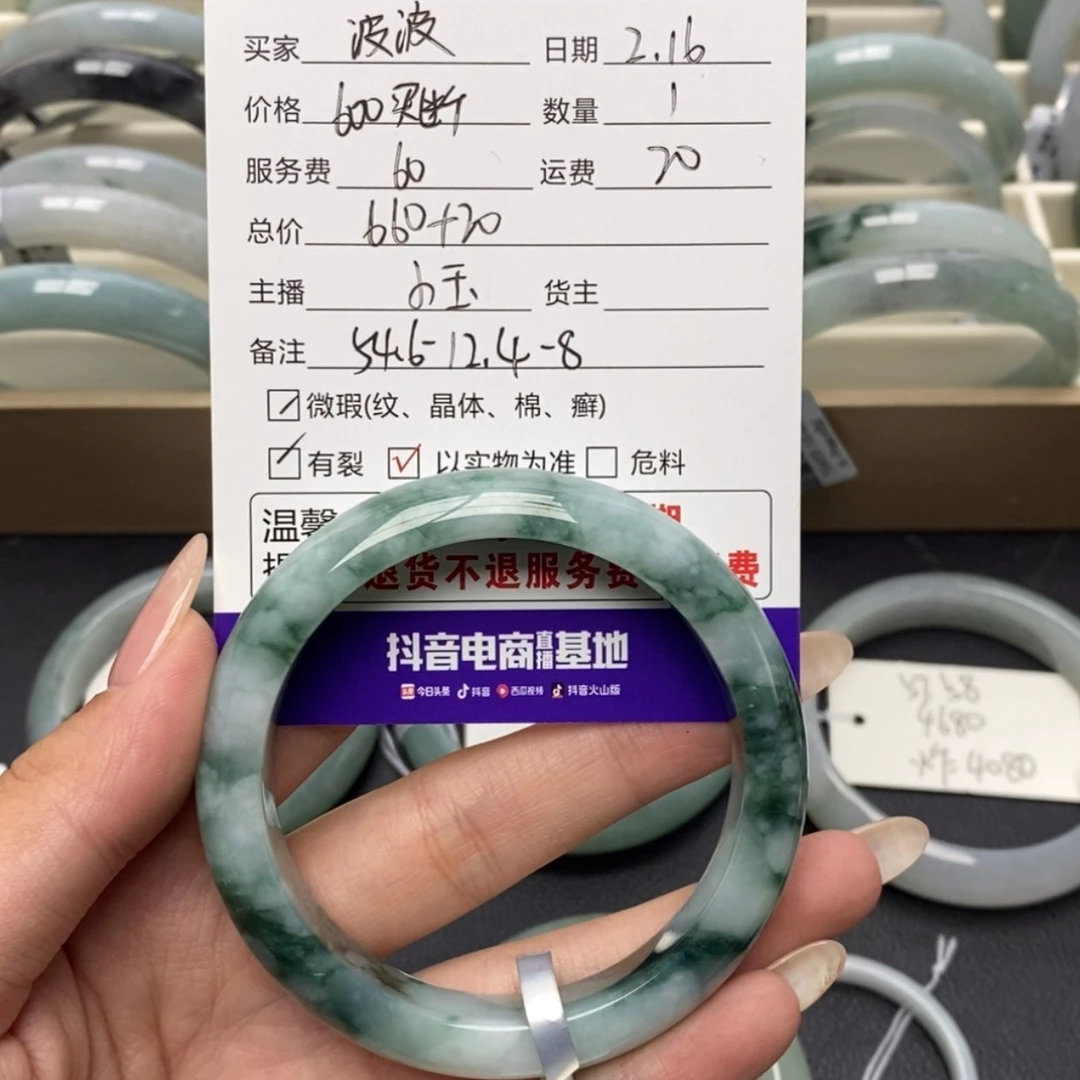 买家 波波 日期 2.16
价格 600买断 数量 1
服务费 60 运费 20
总价 660+20
主播 小玉 货主
备注 54.6-12.4-8
微瑕(纹、晶体、棉、癣)
有裂 以实物为准 危料
温馨
退货不退服务费 费
抖音电商直播基地
今日头条 抖音 西瓜视频 抖音火山版
57 58
4680
4080